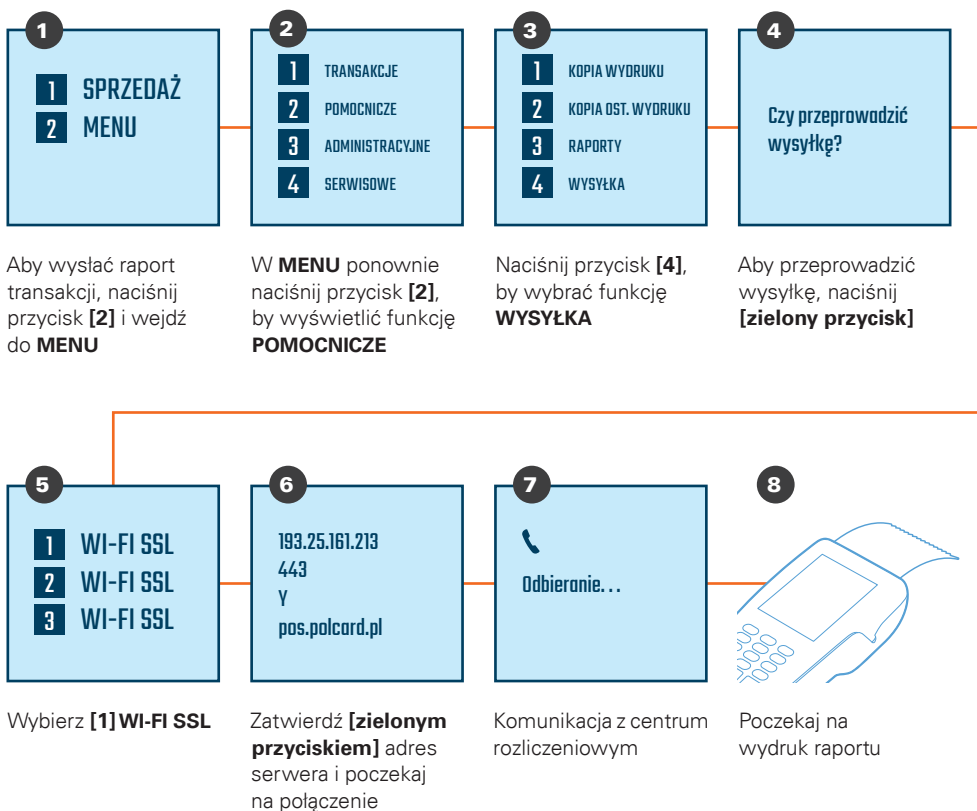 1
1 SPRZEDAŻ
2 MENU
Aby wysłać raport
transakcji, naciśnij
przycisk [2] i wejdź
do MENU
2
1 TRANSAKCJE
2 POMOCNICZE
3 ADMINISTRACYJNE
4 SERWISOWE
W MENU ponownie
naciśnij przycisk [2],
by wyświetlić funkcję
POMOCNICZE
3
1 KOPIA WYDRUKU
2 KOPIA OST. WYDRUKU
3 RAPORTY
4 WYSYŁKA
Naciśnij przycisk [4],
by wybrać funkcję
WYSYŁKA
4
Czy przeprowadzić
wysyłkę?
Aby przeprowadzić
wysyłkę, naciśnij
[zielony przycisk]
5
1 WI-FI SSL
2 WI-FI SSL
3 WI-FI SSL
Wybierz [1] WI-FI SSL
6
193.25.161.213
443
Y
pos.polcard.pl
Zatwierdź [zielonym
przyciskiem] adres
serwera i poczekaj
na połączenie
7
Odbieranie...
Komunikacja z centrum
rozliczeniowym
8
Poczekaj na
wydruk raportu